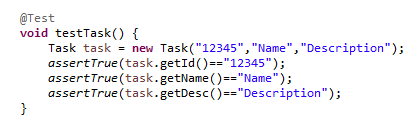 @Test
void testTask() {
    Task task = new Task("12345","Name","Description");
    assertTrue(task.getId()=="12345");
    assertTrue(task.getName()=="Name");
    assertTrue(task.getDesc()=="Description");
}